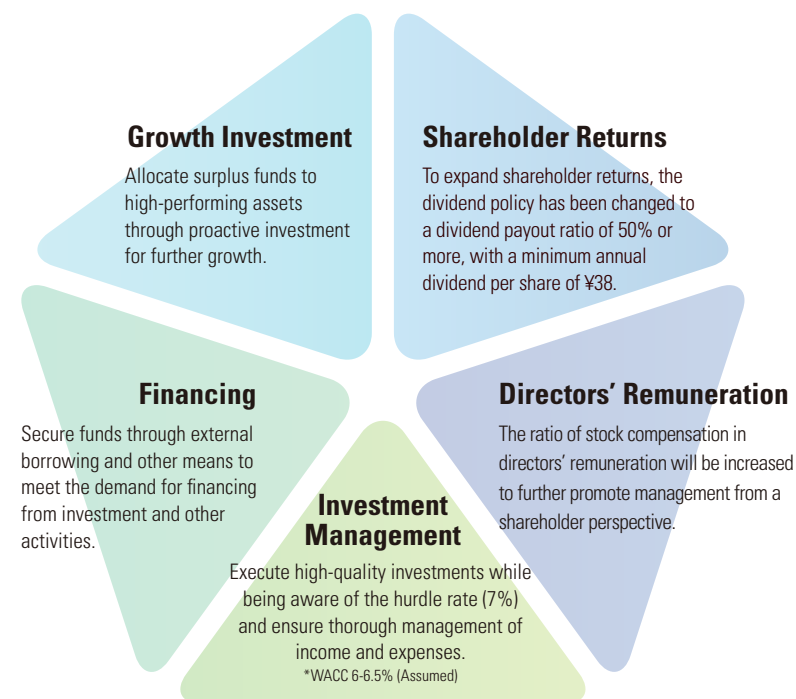 Growth Investment
Allocate surplus funds to
high-performing assets
through proactive investment
for further growth.
Shareholder Returns
To expand shareholder returns, the
dividend policy has been changed to
a dividend payout ratio of 50% or
more, with a minimum annual
dividend per share of ¥38.
Financing
Secure funds through external
borrowing and other means to
meet the demand for financing
from investment and other
activities.
Directors’ Remuneration
The ratio of stock compensation in
directors’ remuneration will be increased
to further promote management from a
shareholder perspective.
Investment
Management
Execute high-quality investments while
being aware of the hurdle rate (7%)
and ensure thorough management of
income and expenses.
*WACC 6-6.5% (Assumed)